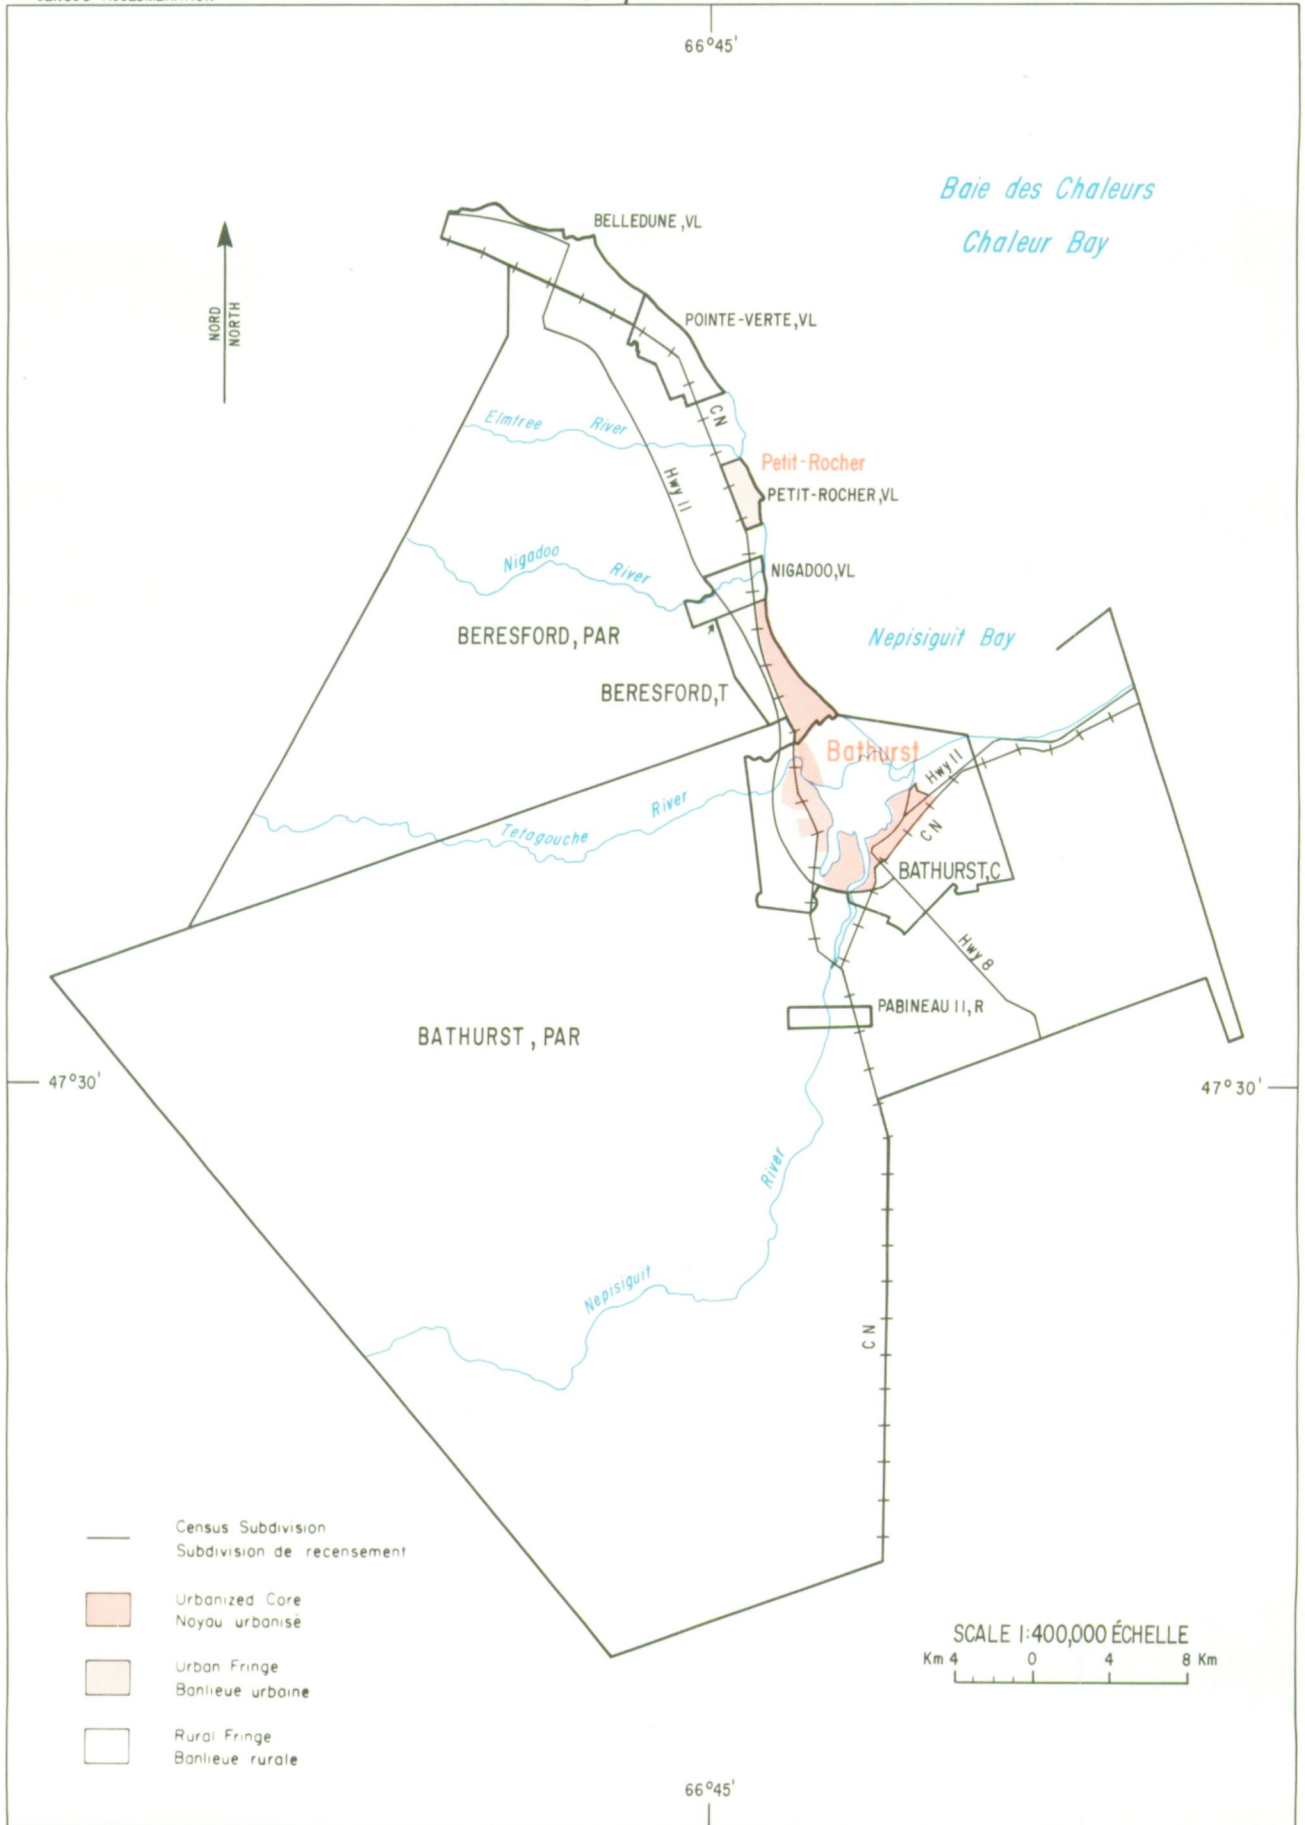 66°45'
Baie des Chaleurs
Chaleur Bay
NORD
NORTH
BELLEDUNE, VL
POINTE-VERTE, VL
CN
Elmtree River
Hwy 11
Petit-Rocher
PETIT-ROCHER, VL
Nigadoo River
NIGADOO, VL
BERESFORD, PAR
Nepisiguit Bay
BERESFORD, T
Bathurst
Hwy 11
Tetagouche River
CN
BATHURST, C
Hwy 8
PABINEAU 11, R
BATHURST, PAR
47°30'
47°30'
Nepisiguit River
CN
Census Subdivision
Subdivision de recensement
Urbanized Core
Noyau urbanisé
Urban Fringe
Banlieue urbaine
Rural Fringe
Banlieue rurale
SCALE 1:400,000 ÉCHELLE
Km 4 0 4 8 Km
66°45'